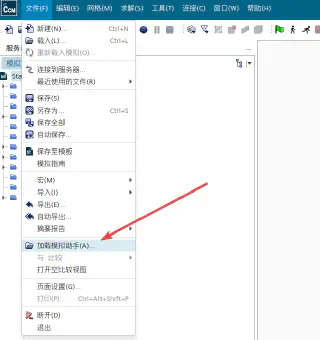 CCM 文件(F) 编辑(E) 网格(M) 求解(S) 工具(T) 连接(C) 窗口(W) 帮助(H)
新建(N)... Ctrl+N
载入(L)... Ctrl+L
重新载入模拟(O)...
服务
模拟
Sta
连接到服务器...
最近使用的文件(R)
保存(S)
另存为... Ctrl+S
保存全部
自动保存...
保存至模板
模拟指南
宏(M)
导入(I)
导出(E)...
自动导出...
摘要报告
加载模拟助手(A)...
与 比较
打开空比较视图
页面设置(G)...
打印(P)... Ctrl+Alt+Shift+P
断开(D)
退出